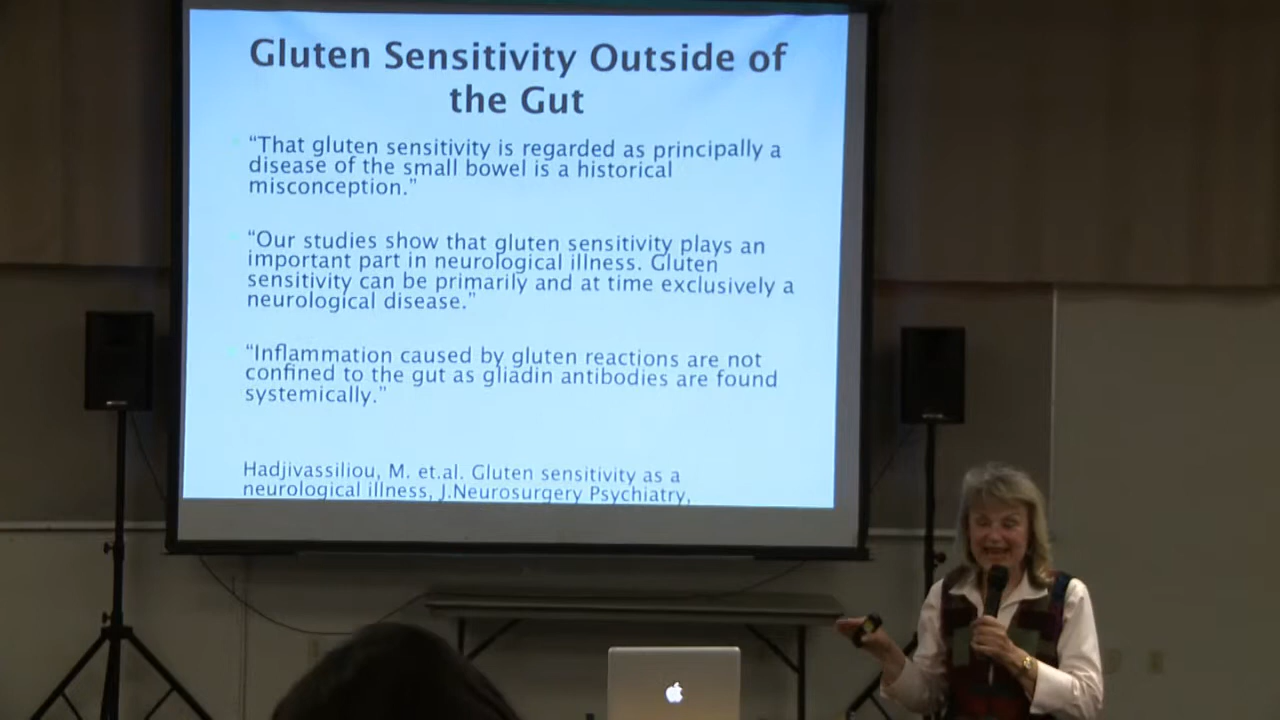 Gluten Sensitivity Outside of
the Gut
“That gluten sensitivity is regarded as principally a
disease of the small bowel is a historical
misconception.”
“Our studies show that gluten sensitivity plays an
important part in neurological illness. Gluten
sensitivity can be primarily and at time exclusively a
neurological disease.”
“Inflammation caused by gluten reactions are not
confined to the gut as gliadin antibodies are found
systemically.”
Hadjivassiliou, M. et.al. Gluten sensitivity as a
neurological illness, J.Neurosurgery Psychiatry,